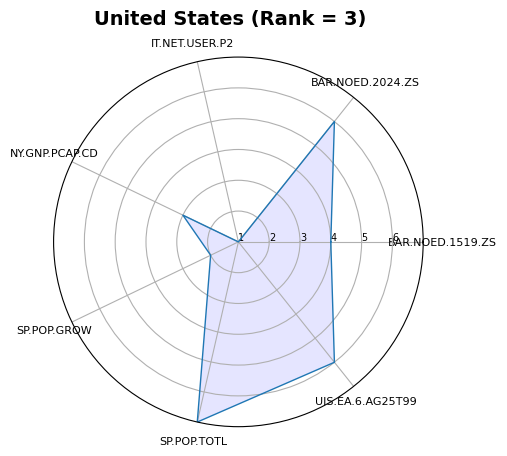 United States (Rank = 3)
IT.NET.USER.P2
BAR.NOED.2024.ZS
NY.GNP.PCAP.CD
1 2 3 4 5 6
BAR.NOED.1519.ZS
SP.POP.GROW
UIS.EA.6.AG25T99
SP.POP.TOTL